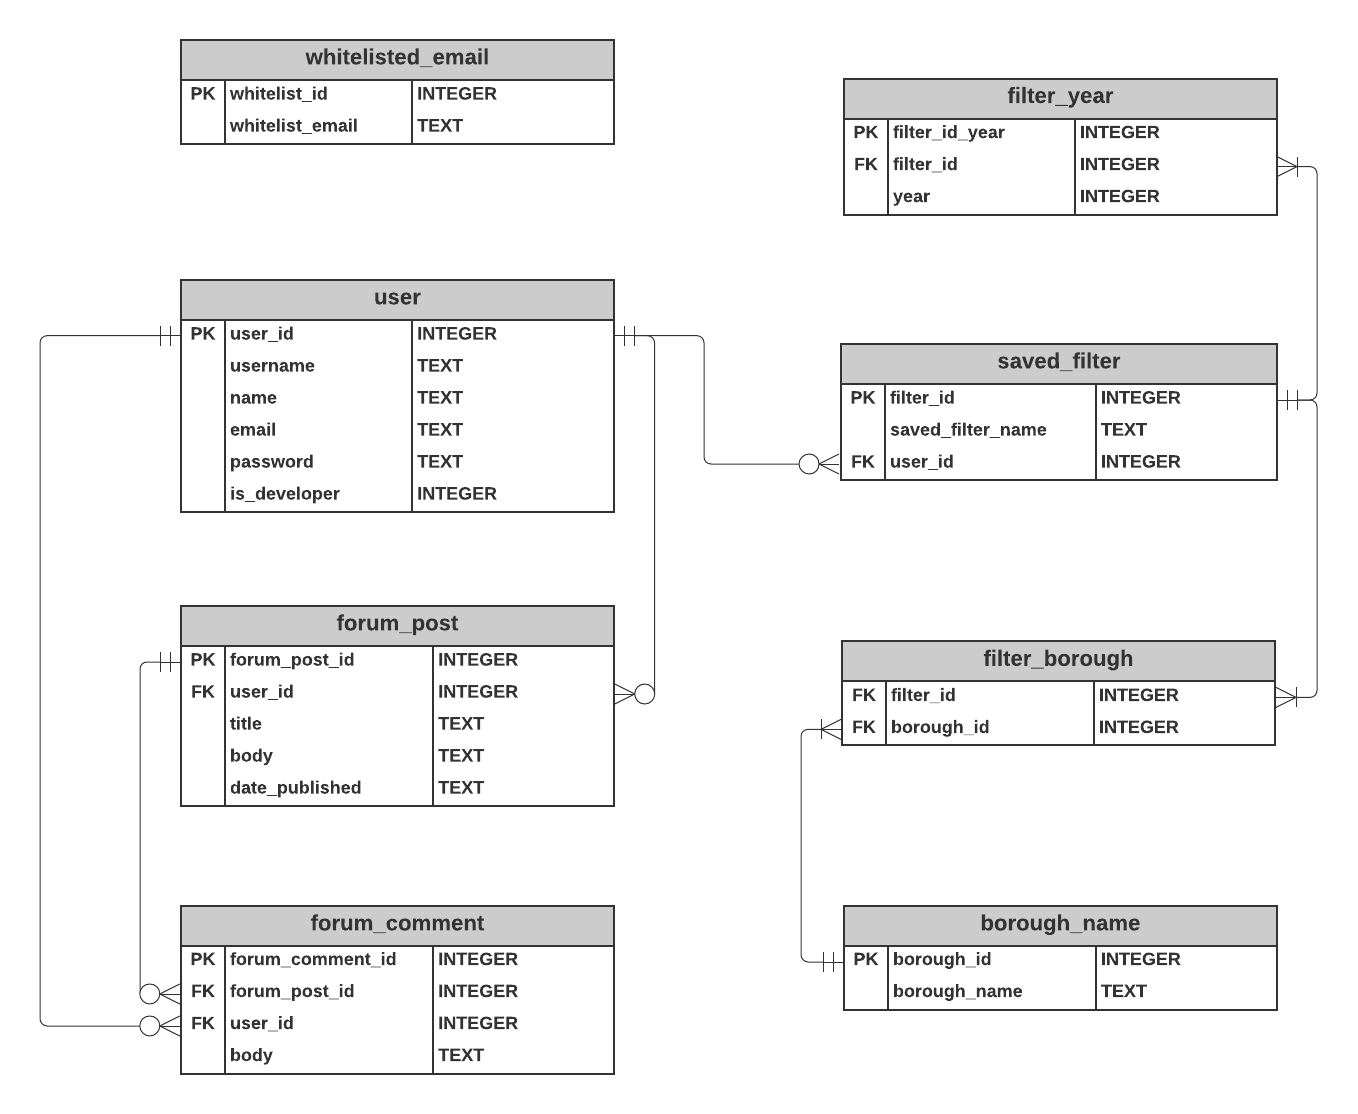 whitelisted_email
PK whitelist_id INTEGER
whitelist_email TEXT
user
PK user_id INTEGER
username TEXT
name TEXT
email TEXT
password TEXT
is_developer INTEGER
forum_post
PK forum_post_id INTEGER
FK user_id INTEGER
title TEXT
body TEXT
date_published TEXT
forum_comment
PK forum_comment_id INTEGER
FK forum_post_id INTEGER
FK user_id INTEGER
body TEXT
filter_year
PK filter_id_year INTEGER
FK filter_id INTEGER
year INTEGER
saved_filter
PK filter_id INTEGER
saved_filter_name TEXT
FK user_id INTEGER
filter_borough
FK filter_id INTEGER
FK borough_id INTEGER
borough_name
PK borough_id INTEGER
borough_name TEXT